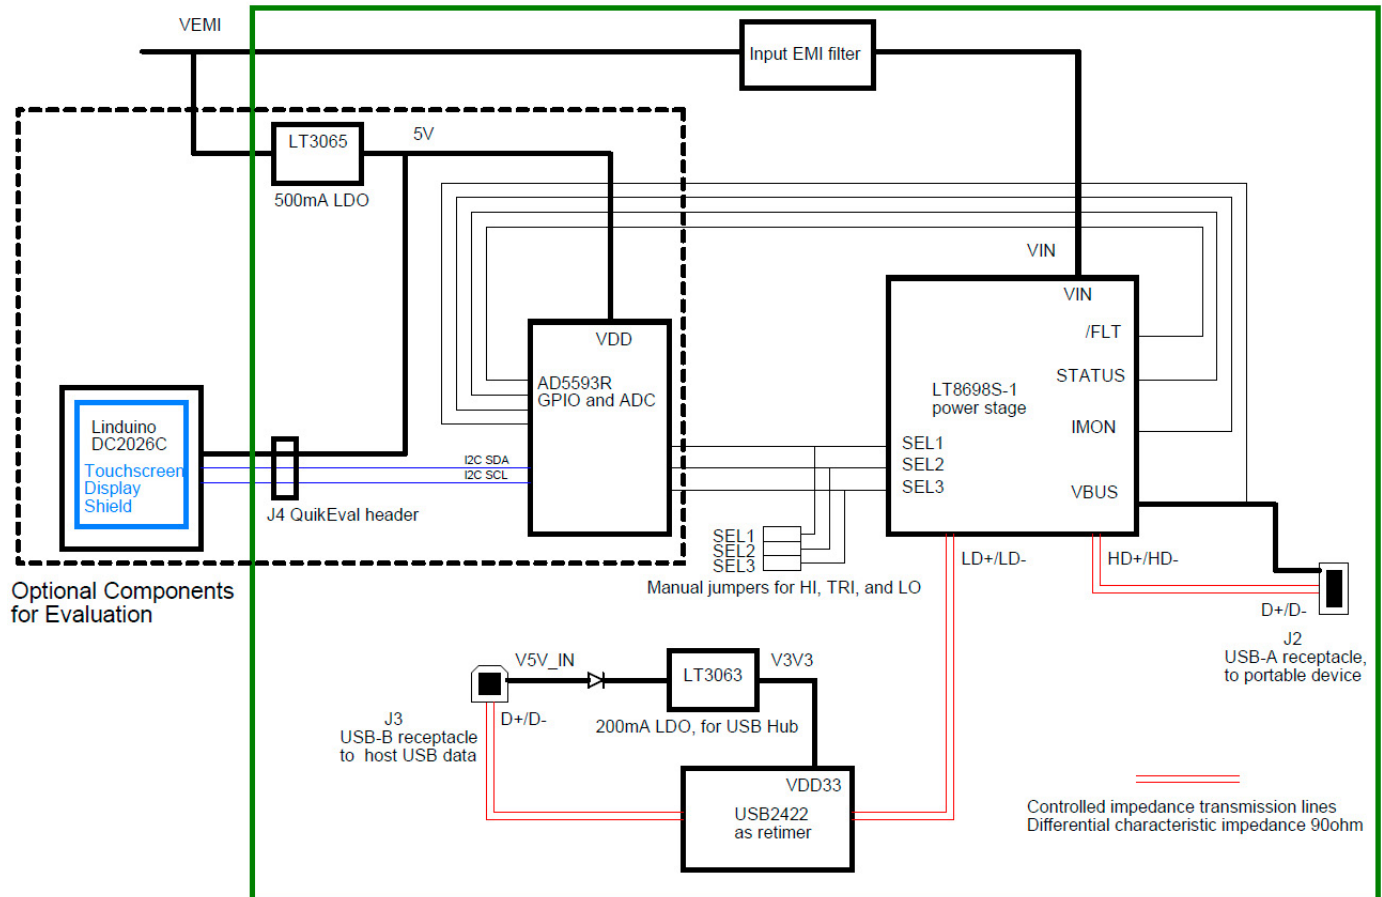 VEMI
Input EMI filter
LT3065
500mA LDO
5V
VIN
VIN
/FLT
STATUS
IMON
VBUS
LT8698S-1
power stage
SEL1
SEL2
SEL3
VDD
AD5593R
GPIO and ADC
Linduino
DC2026C
Touchscreen
Display
Shield
I2C SDA
I2C SCL
J4 QuikEval header
SEL1
SEL2
SEL3
Manual jumpers for HI, TRI, and LO
LD+/LD-
HD+/HD-
D+/D-
J2
USB-A receptacle,
to portable device
Optional Components
for Evaluation
V5V_IN
LT3063
V3V3
200mA LDO, for USB Hub
D+/D-
J3
USB-B receptacle
to host USB data
VDD33
USB2422
as retimer
Controlled impedance transmission lines
Differential characteristic impedance 90ohm